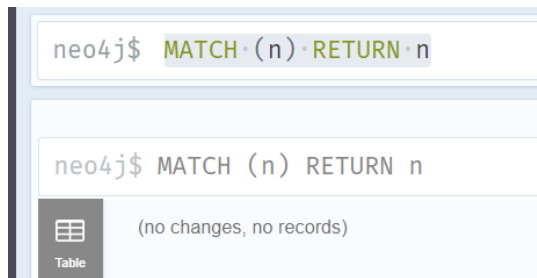 neo4j$ MATCH (n) RETURN n
neo4j$ MATCH (n) RETURN n
(no changes, no records)
Table